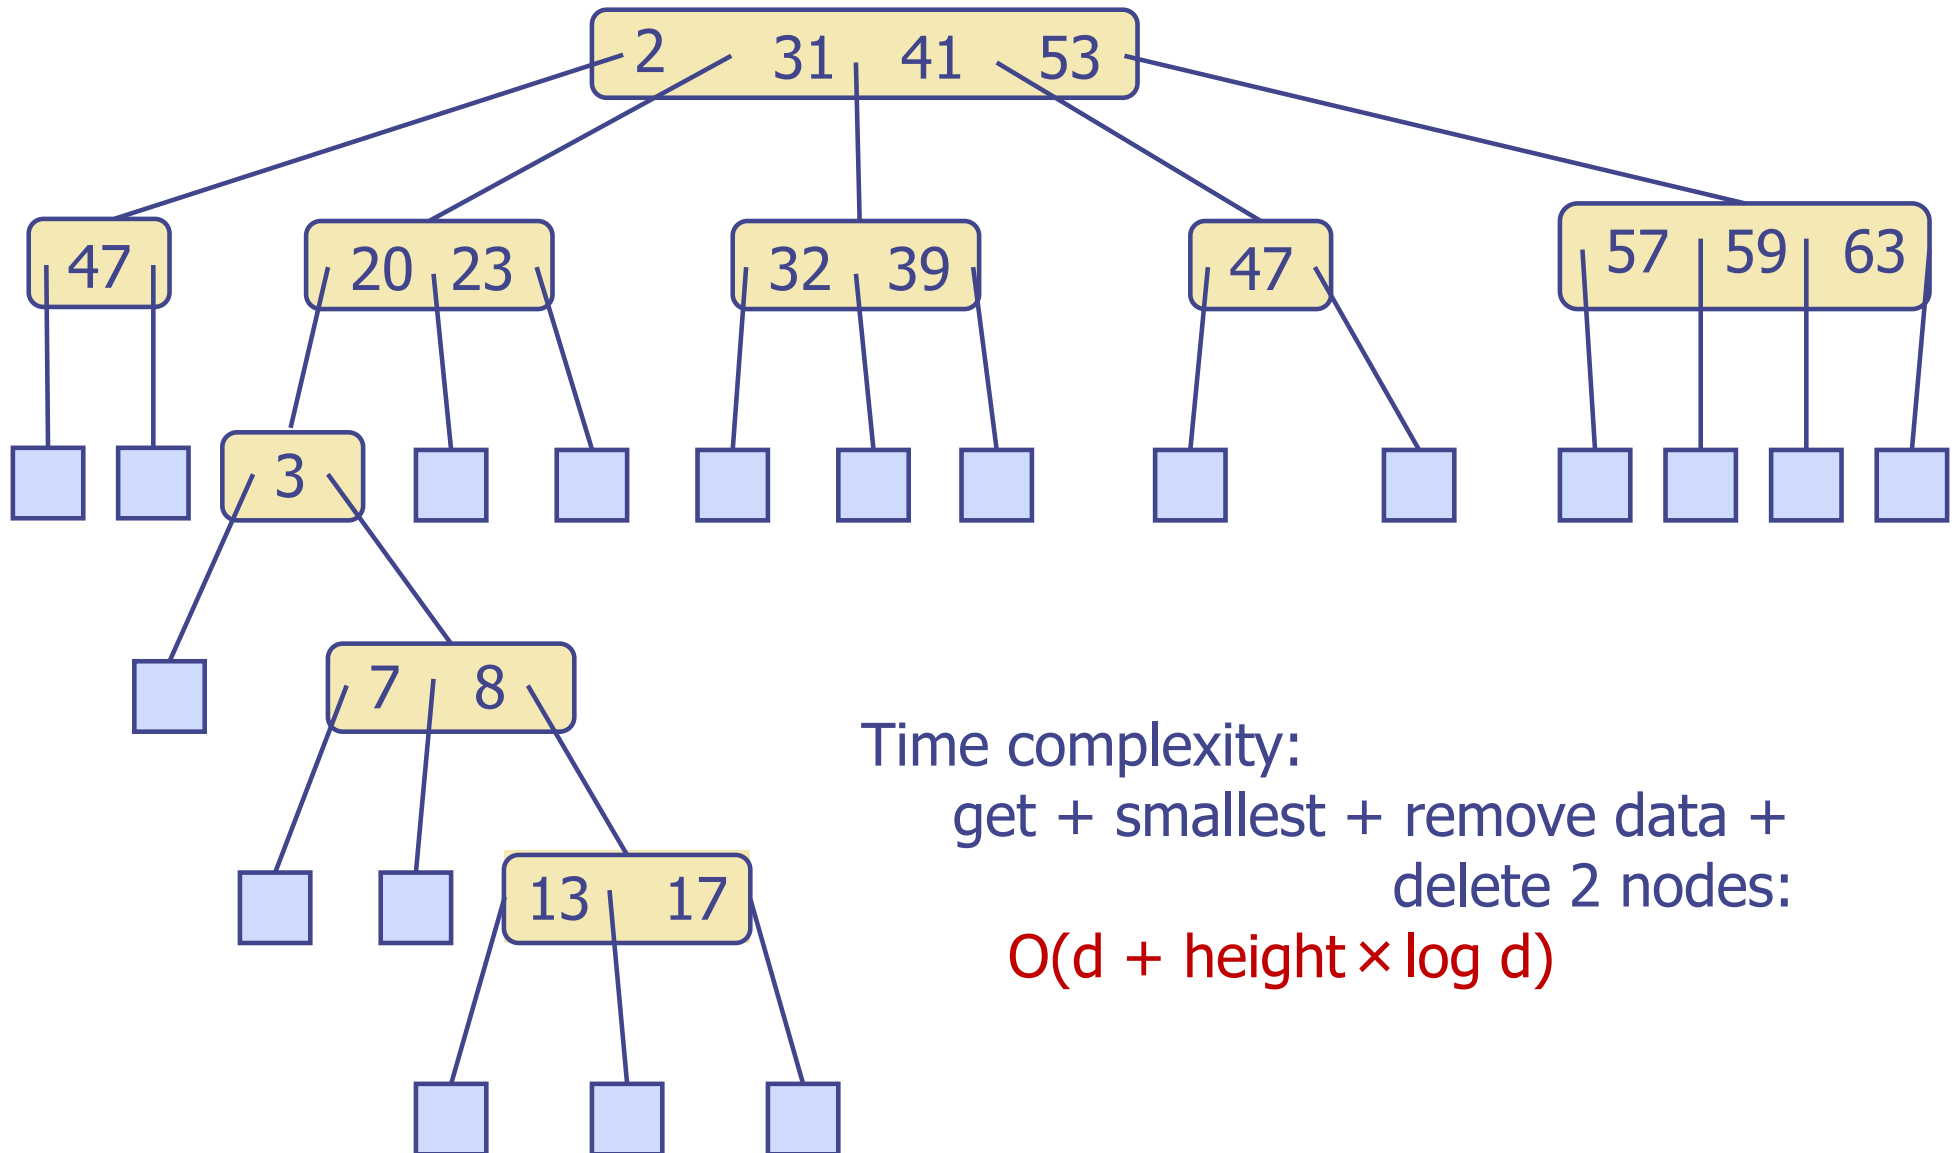 2 31 41 53
47 20 23 32 39 47 57 59 63
3
7 8
Time complexity:
get + smallest + remove data +
delete 2 nodes:
13 17
O(d + height × log d)